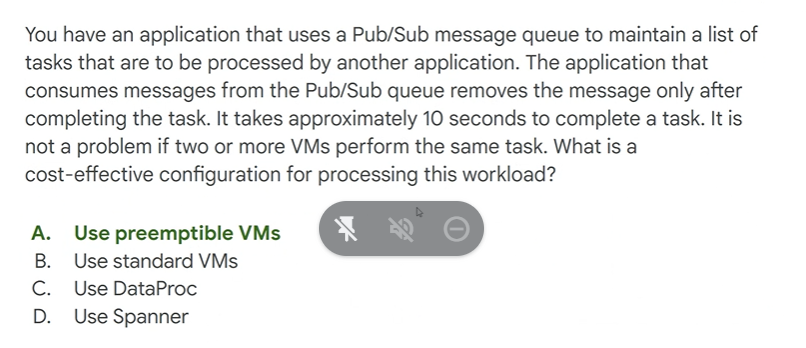 You have an application that uses a Pub/Sub message queue to maintain a list of
tasks that are to be processed by another application. The application that
consumes messages from the Pub/Sub queue removes the message only after
completing the task. It takes approximately 10 seconds to complete a task. It is
not a problem if two or more VMs perform the same task. What is a
cost-effective configuration for processing this workload?
A. Use preemptible VMs
B. Use standard VMs
C. Use DataProc
D. Use Spanner